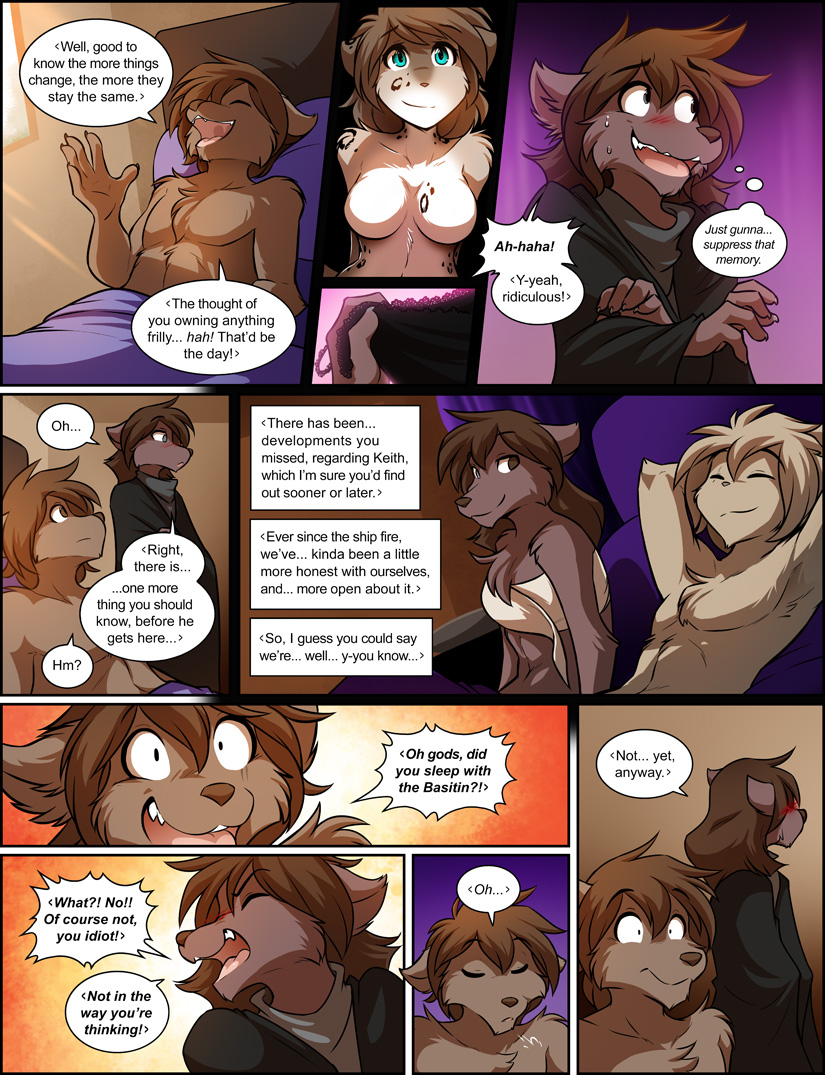 ‹Well, good to
know the more things
change, the more they
stay the same.›
‹The thought of
you owning anything
frilly... hah! That'd be
the day!›
Ah-haha!
‹Y-yeah,
ridiculous!›
Just gunna...
suppress that
memory.
Oh...
‹Right,
there is...
...one more
thing you should
know, before he
gets here...›
Hm?
‹There has been...
developments you
missed, regarding Keith,
which I'm sure you'd find
out sooner or later.›
‹Ever since the ship fire,
we've... kinda been a little
more honest with ourselves,
and... more open about it.›
‹So, I guess you could say
we're... well... y-you know...›
‹Oh gods, did
you sleep with
the Basitin?!›
‹What?! No!!
Of course not,
you idiot!›
‹Not in the
way you're
thinking!›
‹Oh...›
‹Not... yet,
anyway.›